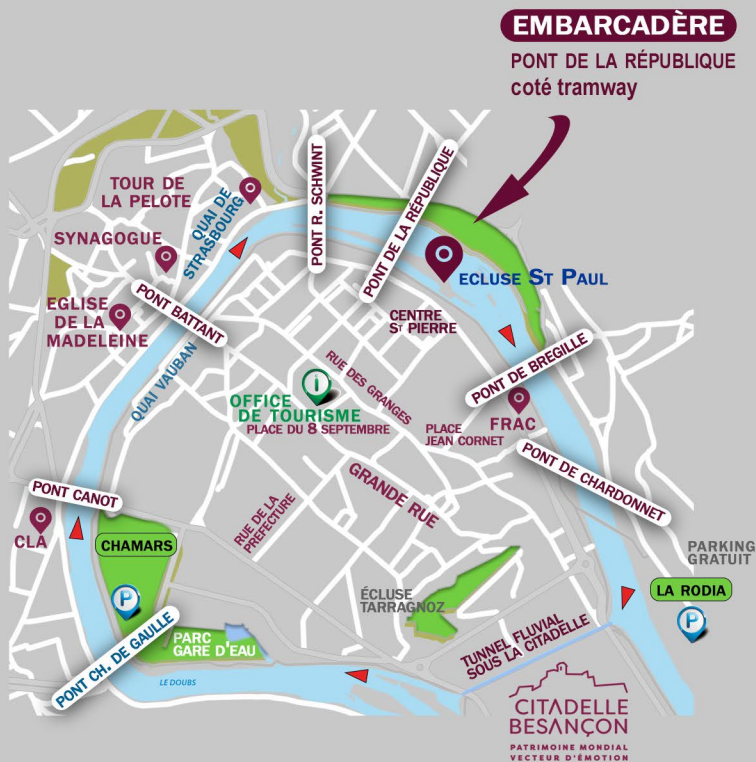 EMBARCADÈRE
PONT DE LA RÉPUBLIQUE
coté tramway
TOUR DE
LA PELOTE
QUAI DE
STRASBOURG
PONT R. SCHWINT
PONT DE LA RÉPUBLIQUE
SYNAGOGUE
ECLUSE ST PAUL
PONT BATTANT
EGLISE
DE LA
MADELEINE
CENTRE
ST PIERRE
QUAI VAUBAN
PONT DE BREGILLE
RUE DES GRANGES
OFFICE
DE TOURISME
PLACE DU 8 SEPTEMBRE
PLACE
JEAN CORNET
FRAC
PONT DE CHARDONNET
GRANDE RUE
PONT CANOT
RUE DE LA
PREFECTURE
CLA
CHAMARS
PARKING
GRATUIT
LA RODIA
P
P
ÉCLUSE
TARRAGNOZ
PARC
GARE D'EAU
PONT CH. DE GAULLE
TUNNEL FLUVIAL
SOUS LA CITADELLE
LE DOUBS
CITADELLE
BESANÇON
PATRIMOINE MONDIAL
VECTEUR D'ÉMOTION